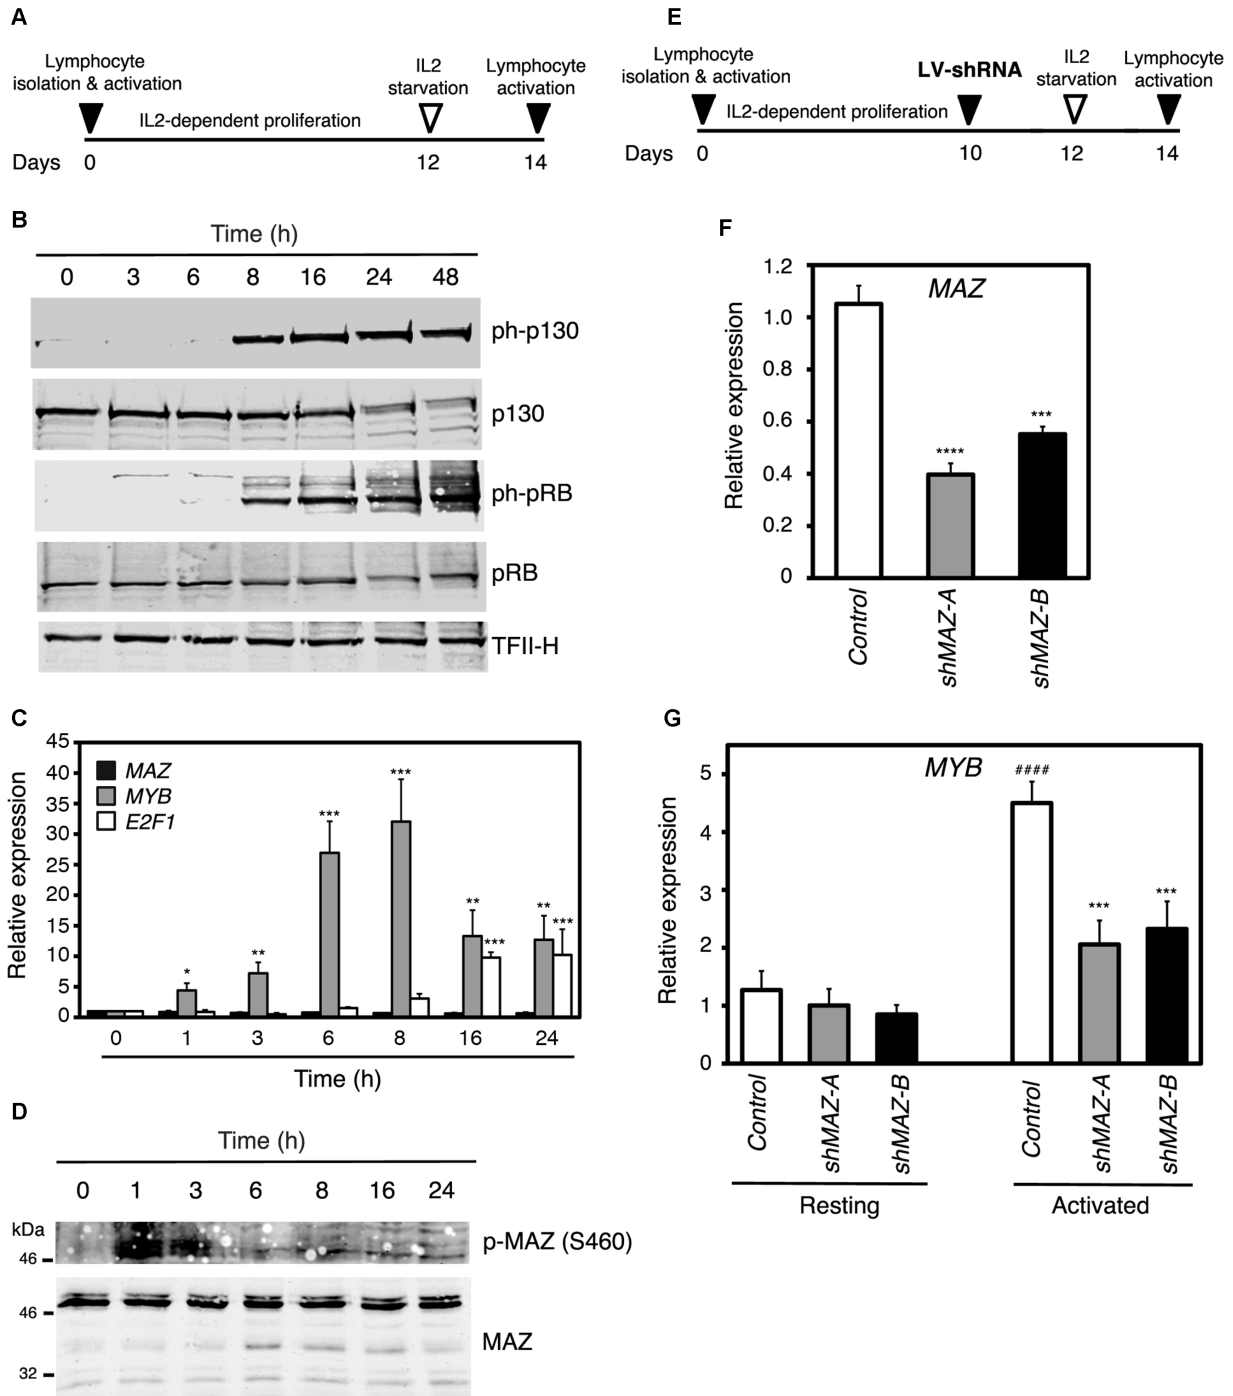 A
Lymphocyte
isolation & activation
IL2
starvation
Lymphocyte
activation
IL2-dependent proliferation
Days 0 12 14
E
Lymphocyte
isolation & activation
LV-shRNA
IL2
starvation
Lymphocyte
activation
IL2-dependent proliferation
Days 0 10 12 14
B
Time (h)
0 3 6 8 16 24 48
ph-p130
p130
ph-pRB
pRB
TFII-H
F
MAZ
Relative expression
1.2
1.0
0.8
0.6
0.4
0.2
0
****
***
Control
shMAZ-A
shMAZ-B
C
Relative expression
45
40
35
30
25
20
15
10
5
0
MAZ
MYB
E2F1
*
**
***
***
**
***
**
***
0 1 3 6 8 16 24
Time (h)
G
MYB
Relative expression
5
4
3
2
1
0
####
***
***
Control
shMAZ-A
shMAZ-B
Control
shMAZ-A
shMAZ-B
Resting
Activated
D
Time (h)
0 1 3 6 8 16 24
kDa
46
p-MAZ (S460)
46
32
MAZ